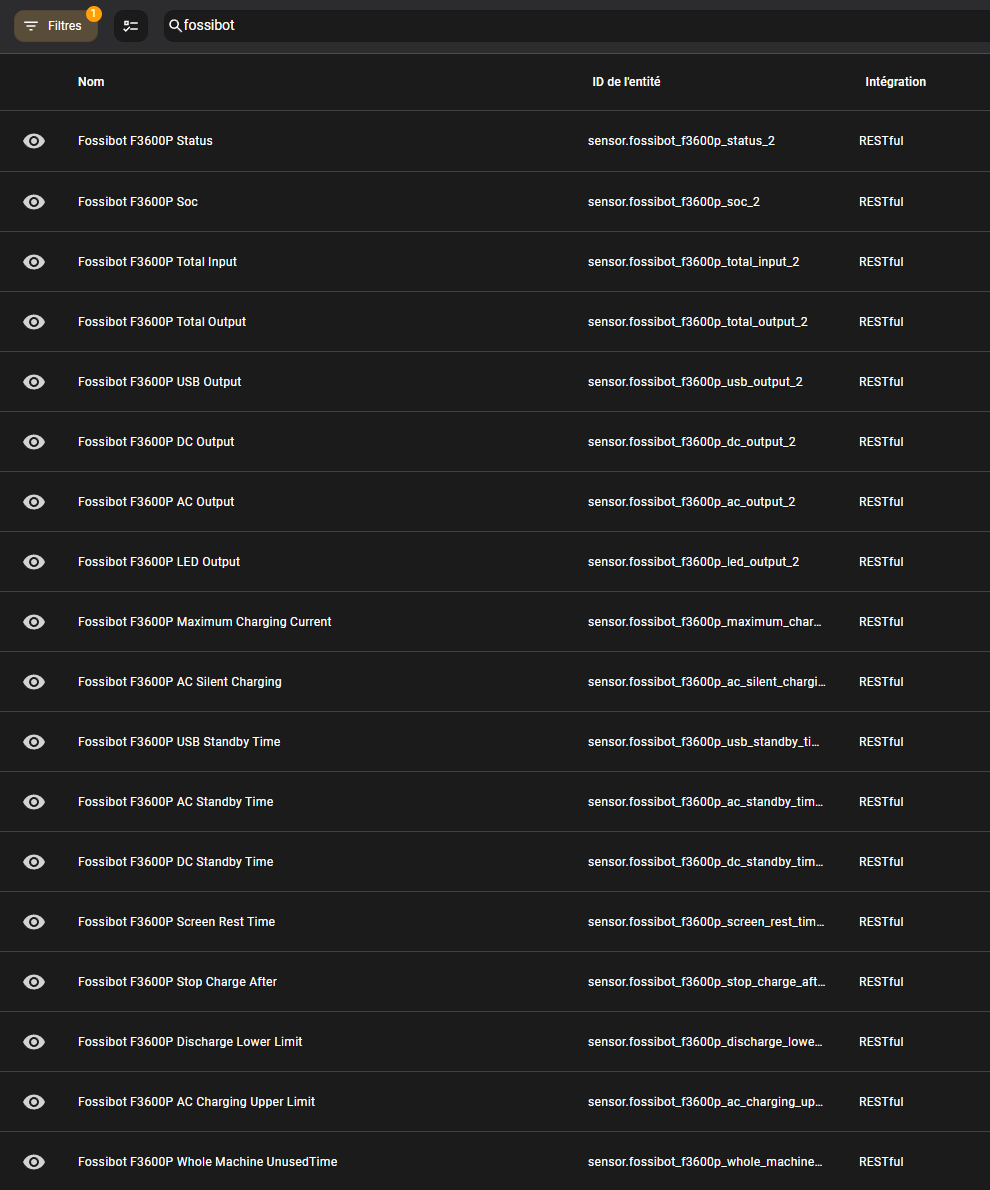 Filtres
1
fossibot
Nom ID de l'entité Intégration
Fossibot F3600P Status sensor.fossibot_f3600p_status_2 RESTful
Fossibot F3600P Soc sensor.fossibot_f3600p_soc_2 RESTful
Fossibot F3600P Total Input sensor.fossibot_f3600p_total_input_2 RESTful
Fossibot F3600P Total Output sensor.fossibot_f3600p_total_output_2 RESTful
Fossibot F3600P USB Output sensor.fossibot_f3600p_usb_output_2 RESTful
Fossibot F3600P DC Output sensor.fossibot_f3600p_dc_output_2 RESTful
Fossibot F3600P AC Output sensor.fossibot_f3600p_ac_output_2 RESTful
Fossibot F3600P LED Output sensor.fossibot_f3600p_led_output_2 RESTful
Fossibot F3600P Maximum Charging Current sensor.fossibot_f3600p_maximum_char... RESTful
Fossibot F3600P AC Silent Charging sensor.fossibot_f3600p_ac_silent_chargi... RESTful
Fossibot F3600P USB Standby Time sensor.fossibot_f3600p_usb_standby_ti... RESTful
Fossibot F3600P AC Standby Time sensor.fossibot_f3600p_ac_standby_tim... RESTful
Fossibot F3600P DC Standby Time sensor.fossibot_f3600p_dc_standby_tim... RESTful
Fossibot F3600P Screen Rest Time sensor.fossibot_f3600p_screen_rest_tim... RESTful
Fossibot F3600P Stop Charge After sensor.fossibot_f3600p_stop_charge_aft... RESTful
Fossibot F3600P Discharge Lower Limit sensor.fossibot_f3600p_discharge_lowe... RESTful
Fossibot F3600P AC Charging Upper Limit sensor.fossibot_f3600p_ac_charging_up... RESTful
Fossibot F3600P Whole Machine UnusedTime sensor.fossibot_f3600p_whole_machine... RESTful